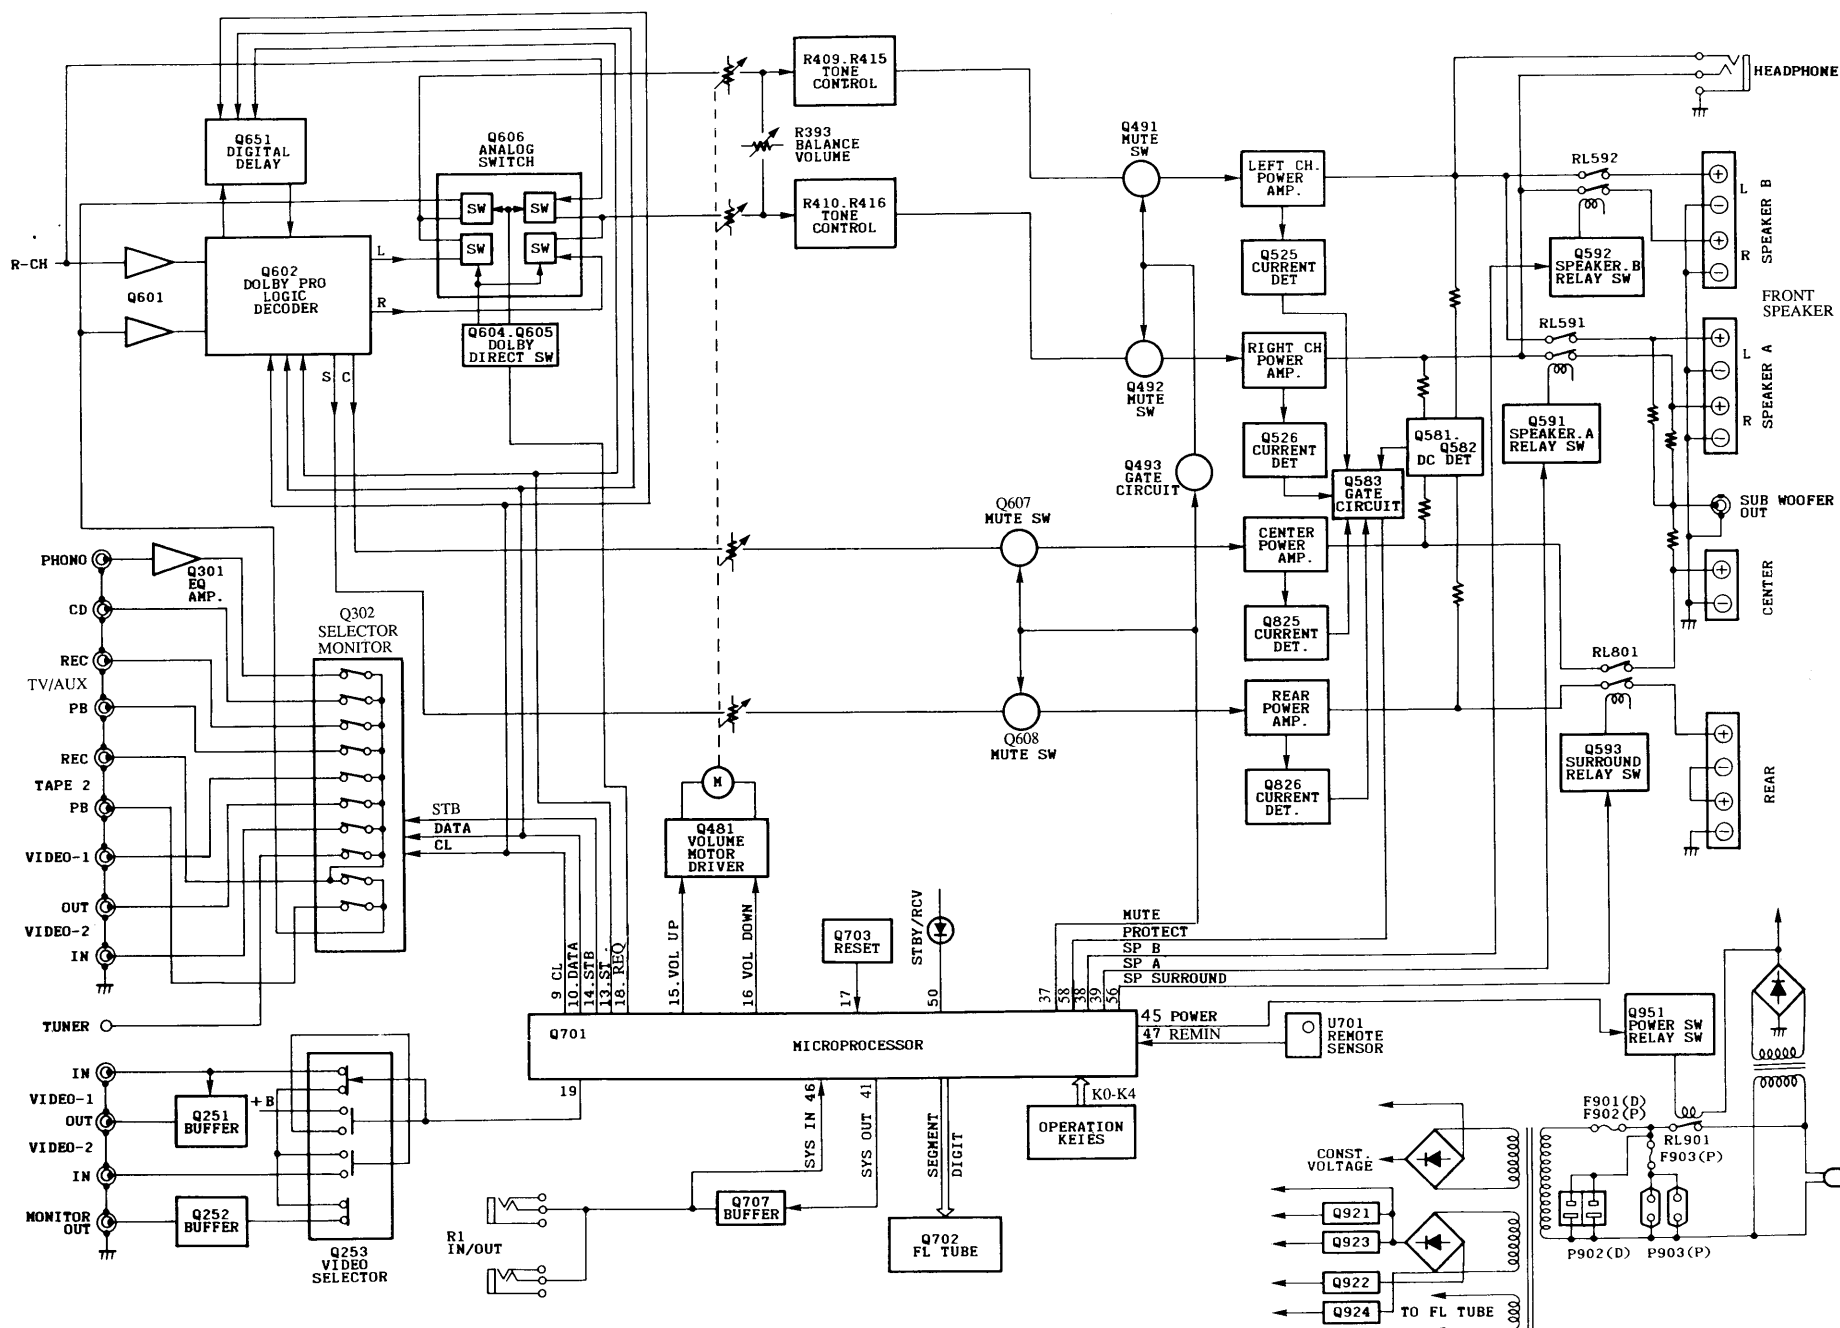 R409.R415
TONE
CONTROL
HEADPHONE
Q651
DIGITAL
DELAY
Q606
ANALOG
SWITCH
SW
SW
SW
SW
R393
BALANCE
VOLUME
Q491
MUTE
SW
LEFT CH.
POWER
AMP.
RL592
L
R
SPEAKER B
R410.R416
TONE
CONTROL
R-CH
Q601
Q602
DOLBY PRO
LOGIC
DECODER
L
R
S
C
Q604.Q605
DOLBY
DIRECT SW
Q525
CURRENT
DET
Q592
SPEAKER.B
RELAY SW
FRONT
SPEAKER
RL591
RIGHT CH
POWER
AMP.
Q492
MUTE
SW
L
R
SPEAKER A
Q526
CURRENT
DET
Q581.
Q582
DC DET
Q591
SPEAKER.A
RELAY SW
Q493
GATE
CIRCUIT
Q583
GATE
CIRCUIT
SUB WOOFER
OUT
Q607
MUTE SW
CENTER
POWER
AMP.
CENTER
PHONO
Q301
EQ
AMP.
CD
Q302
SELECTOR
MONITOR
Q825
CURRENT
DET.
REC
TV/AUX
PB
RL801
REAR
POWER
AMP.
Q608
MUTE SW
REC
TAPE 2
PB
M
Q593
SURROUND
RELAY SW
REAR
Q826
CURRENT
DET.
STB
DATA
CL
Q481
VOLUME
MOTOR
DRIVER
VIDEO-1
OUT
VIDEO-2
IN
9 CL
10.DATA
14.STB
13.ST.
18.REQ
15.VOL UP
16 VOL DOWN
Q703
RESET
17
STBY/RCV
50
MUTE
PROTECT
SP B
SP A
SP SURROUND
37
58
38
39
56
TUNER
Q701
MICROPROCESSOR
45 POWER
47 REMIN
U701
REMOTE
SENSOR
Q951
POWER SW
RELAY SW
IN
VIDEO-1
OUT
VIDEO-2
IN
MONITOR
OUT
+B
Q251
BUFFER
Q252
BUFFER
Q253
VIDEO
SELECTOR
19
SYS IN 46
SYS OUT 41
SEGMENT
DIGIT
K0-K4
OPERATION
KEIES
F901(D)
F902(P)
RL901
F903(P)
CONST.
VOLTAGE
R1
IN/OUT
Q707
BUFFER
Q702
FL TUBE
Q921
Q923
Q922
Q924
TO FL TUBE
P902(D)
P903(P)